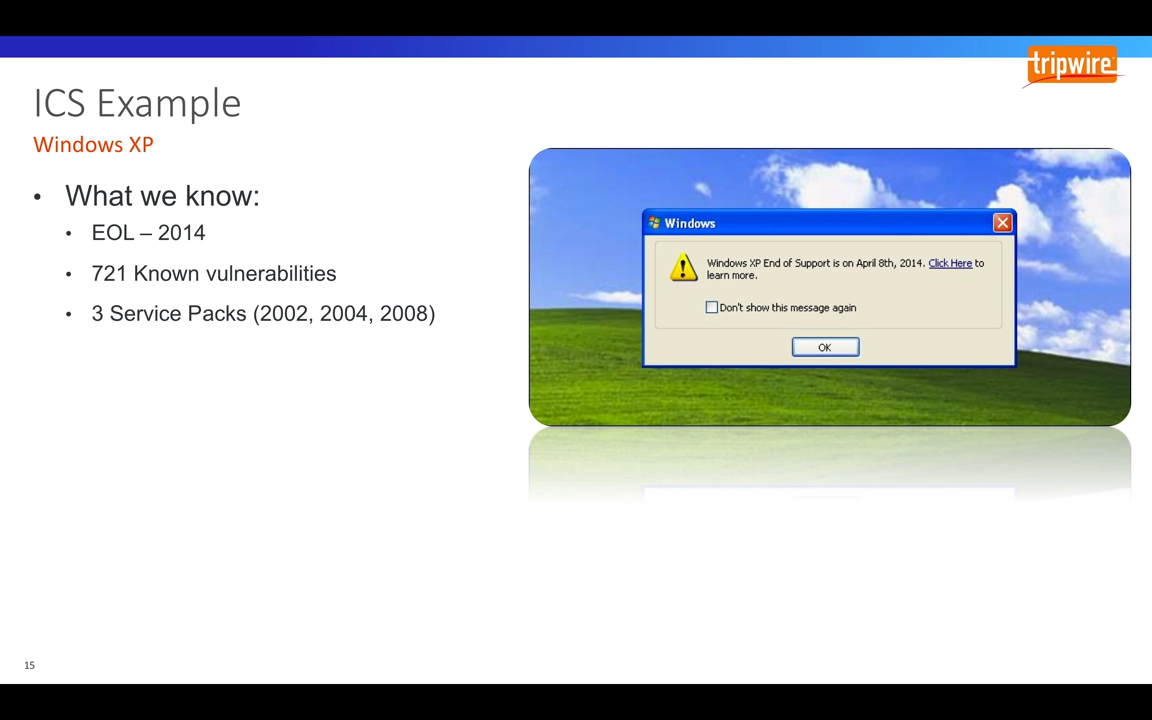 tripwire
ICS Example
Windows XP
• What we know:
• EOL – 2014
• 721 Known vulnerabilities
• 3 Service Packs (2002, 2004, 2008)
Windows
Windows XP End of Support is on April 8th, 2014. Click Here to
learn more.
Don't show this message again
OK
15